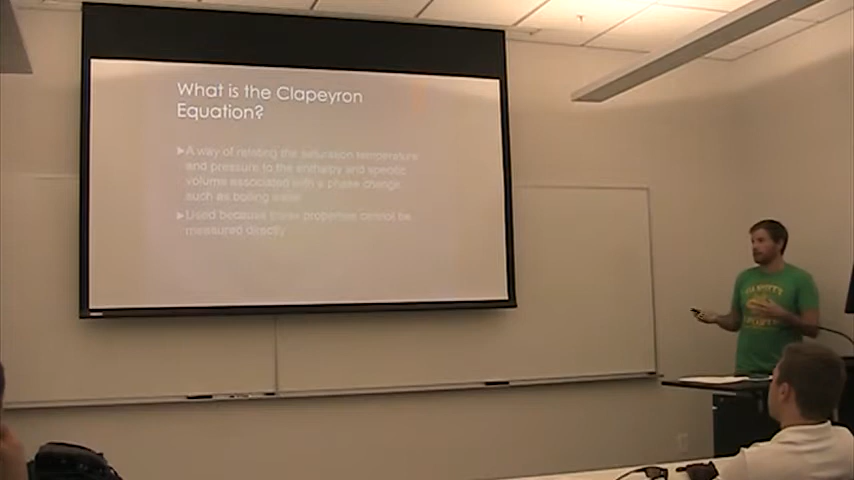 What is the Clapeyron
Equation?
A way of relating the saturation temperature
and pressure to the enthalpy and specific
volume associated with a phase change
such as boiling water
Used because these properties cannot be
measured directly